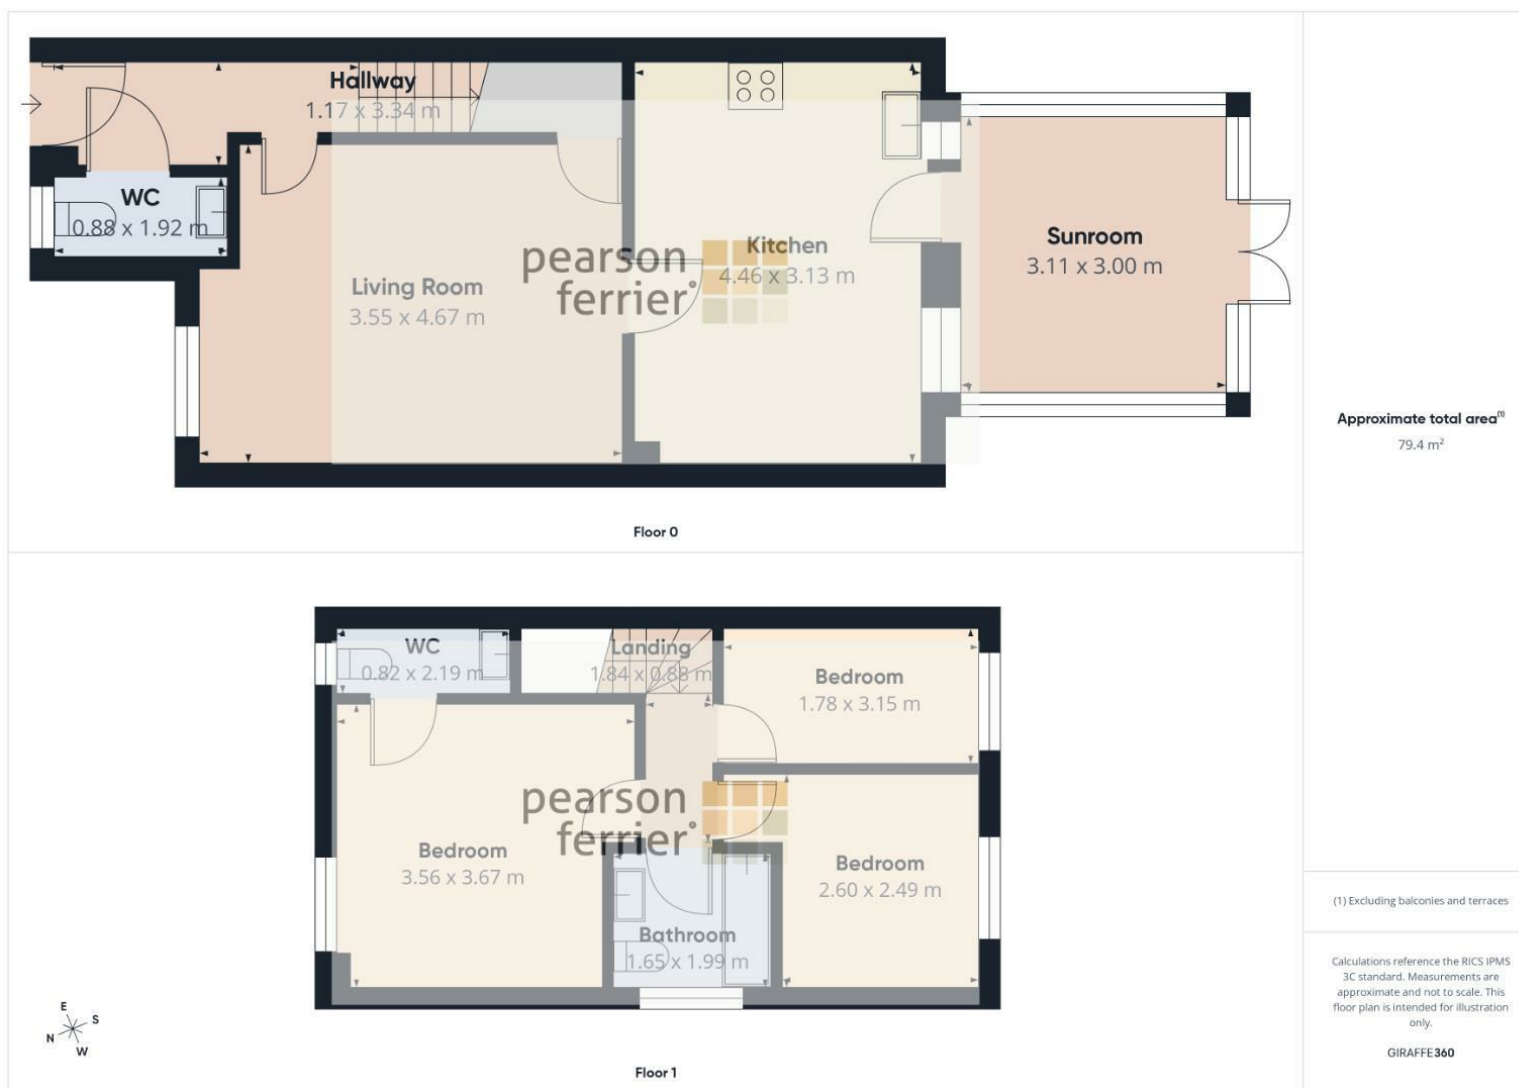 Hallway
1.17 x 3.34 m
WC
0.88 x 1.92 m
Living Room
3.55 x 4.67 m
pearson
ferrier
Kitchen
4.46 x 3.13 m
Sunroom
3.11 x 3.00 m
Floor 0
Approximate total area(1)
79.4 m²
WC
0.82 x 2.19 m
Landing
1.84 x 0.88 m
Bedroom
1.78 x 3.15 m
pearson
ferrier
Bedroom
3.56 x 3.67 m
Bedroom
2.60 x 2.49 m
Bathroom
1.65 x 1.99 m
E
S
N
W
Floor 1
(1) Excluding balconies and terraces
Calculations reference the RICS IPMS
3C standard. Measurements are
approximate and not to scale. This
floor plan is intended for illustration
only.
GIRAFFE360